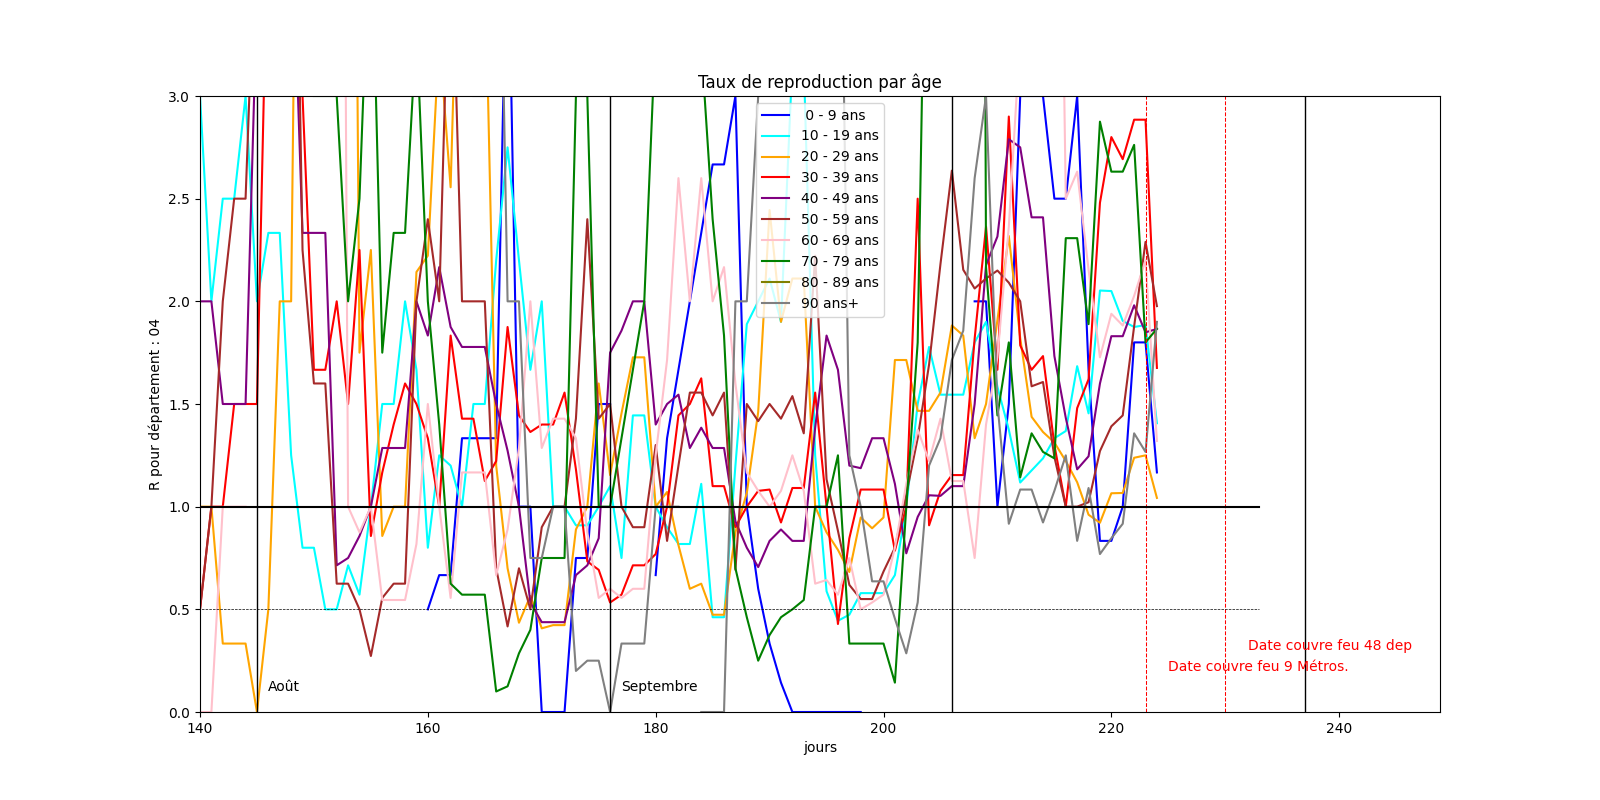 Taux de reproduction par âge
3.0
2.5
2.0
1.5
1.0
0.5
0.0
R pour département : 04
0 - 9 ans
10 - 19 ans
20 - 29 ans
30 - 39 ans
40 - 49 ans
50 - 59 ans
60 - 69 ans
70 - 79 ans
80 - 89 ans
90 ans+
Date couvre feu 48 dep
Date couvre feu 9 Métros.
Août
Septembre
140
160
180
200
220
240
jours